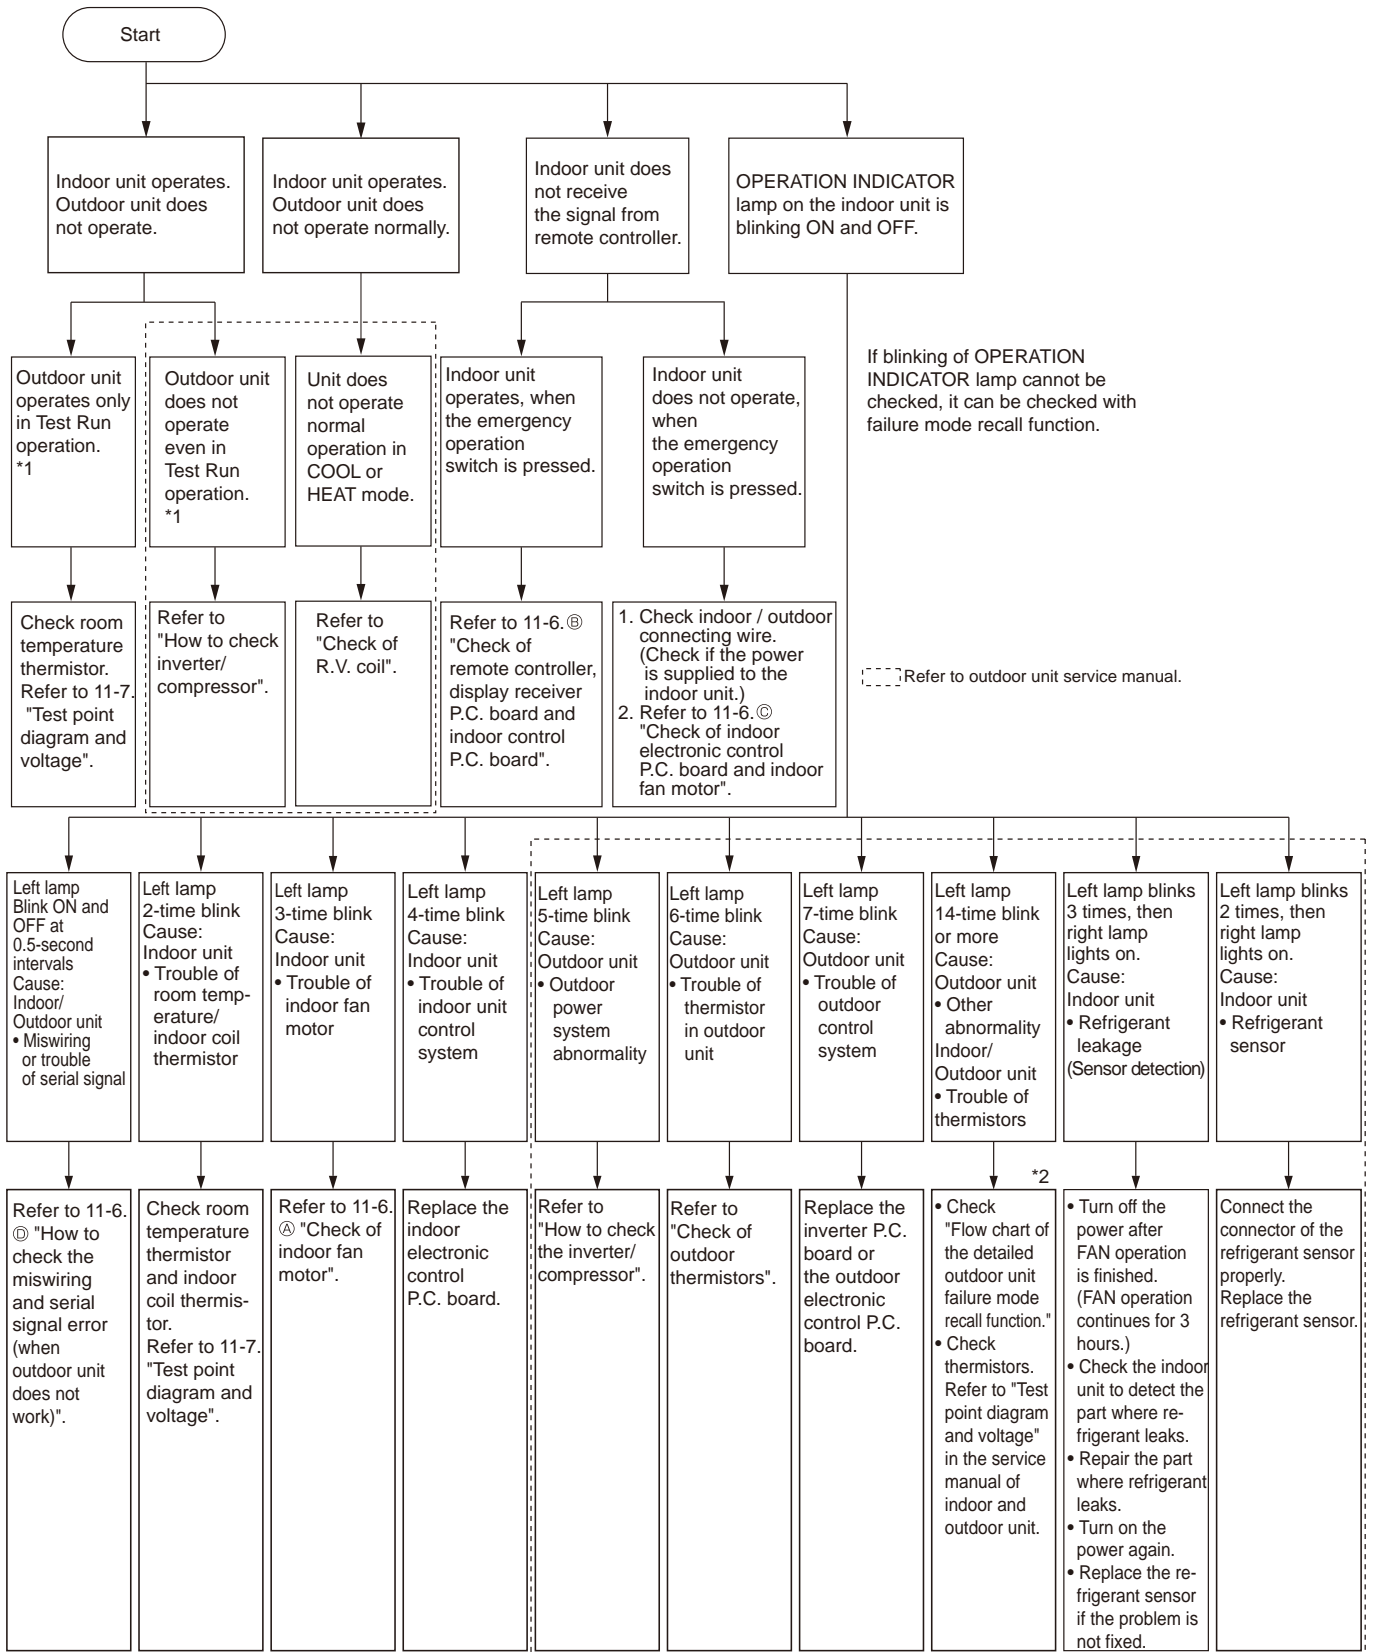 Start
Indoor unit operates.
Outdoor unit does
not operate.
Indoor unit operates.
Outdoor unit does
not operate normally.
Indoor unit does
not receive
the signal from
remote controller.
OPERATION INDICATOR
lamp on the indoor unit is
blinking ON and OFF.
Outdoor unit
operates only
in Test Run
operation.
*1
Outdoor unit
does not
operate
even in
Test Run
operation.
*1
Unit does
not operate
normal
operation in
COOL or
HEAT mode.
Indoor unit
operates, when
the emergency
operation
switch is pressed.
Indoor unit
does not operate,
when
the emergency
operation
switch is pressed.
If blinking of OPERATION
INDICATOR lamp cannot be
checked, it can be checked with
failure mode recall function.
Check room
temperature
thermistor.
Refer to 11-7.
"Test point
diagram and
voltage".
Refer to
"How to check
inverter/
compressor".
Refer to
"Check of
R.V. coil".
Refer to 11-6.Ⓑ
"Check of
remote controller,
display receiver
P.C. board and
indoor control
P.C. board".
1. Check indoor / outdoor
connecting wire.
(Check if the power
is supplied to the
indoor unit.)
2. Refer to 11-6.Ⓒ
"Check of indoor
electronic control
P.C. board and indoor
fan motor".
Refer to outdoor unit service manual.
Left lamp
Blink ON and
OFF at
0.5-second
intervals
Cause:
Indoor/
Outdoor unit
• Miswiring
or trouble
of serial signal
Left lamp
2-time blink
Cause:
Indoor unit
• Trouble of
room temp-
erature/
indoor coil
thermistor
Left lamp
3-time blink
Cause:
Indoor unit
• Trouble of
indoor fan
motor
Left lamp
4-time blink
Cause:
Indoor unit
• Trouble of
indoor unit
control
system
Left lamp
5-time blink
Cause:
Outdoor unit
• Outdoor
power
system
abnormality
Left lamp
6-time blink
Cause:
Outdoor unit
• Trouble of
thermistor
in outdoor
unit
Left lamp
7-time blink
Cause:
Outdoor unit
• Trouble of
outdoor
control
system
Left lamp
14-time blink
or more
Cause:
Outdoor unit
• Other
abnormality
Indoor/
Outdoor unit
• Trouble of
thermistors
Left lamp blinks
3 times, then
right lamp
lights on.
Cause:
Indoor unit
• Refrigerant
leakage
(Sensor detection)
Left lamp blinks
2 times, then
right lamp
lights on.
Cause:
Indoor unit
• Refrigerant
sensor
*2
Refer to 11-6.
Ⓓ "How to
check the
miswiring
and serial
signal error
(when
outdoor unit
does not
work)".
Check room
temperature
thermistor
and indoor
coil thermis-
tor.
Refer to 11-7.
"Test point
diagram and
voltage".
Refer to 11-6.
Ⓐ "Check of
indoor fan
motor".
Replace the
indoor
electronic
control
P.C. board.
Refer to
"How to check
the inverter/
compressor".
Refer to
"Check of
outdoor
thermistors".
Replace the
inverter P.C.
board or
the outdoor
electronic
control P.C.
board.
• Check
"Flow chart of
the detailed
outdoor unit
failure mode
recall function."
• Check
thermistors.
Refer to "Test
point diagram
and voltage"
in the service
manual of
indoor and
outdoor unit.
• Turn off the
power after
FAN operation
is finished.
(FAN operation
continues for 3
hours.)
• Check the indoor
unit to detect the
part where re-
frigerant leaks.
• Repair the part
where refrigerant
leaks.
• Turn on the
power again.
• Replace the re-
frigerant sensor
if the problem is
not fixed.
Connect the
connector of the
refrigerant sensor
properly.
Replace the
refrigerant sensor.